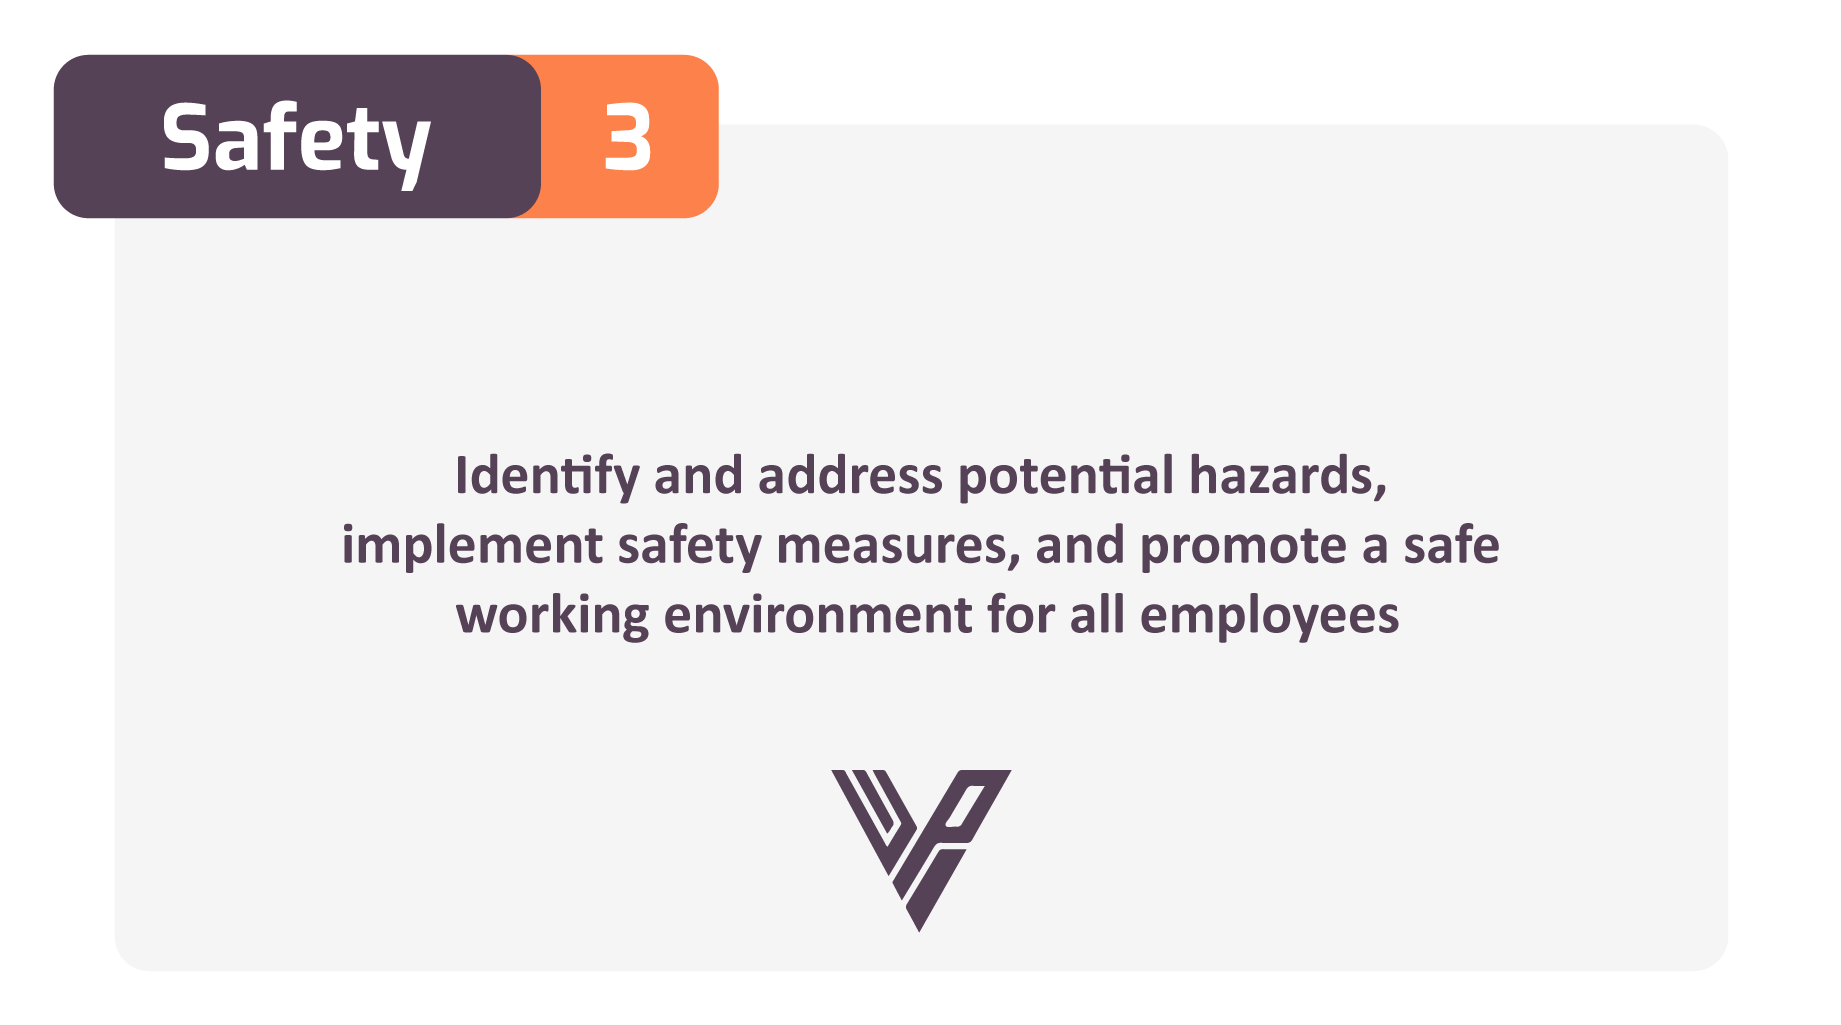 Safety
3
Identify and address potential hazards,
implement safety measures, and promote a safe
working environment for all employees